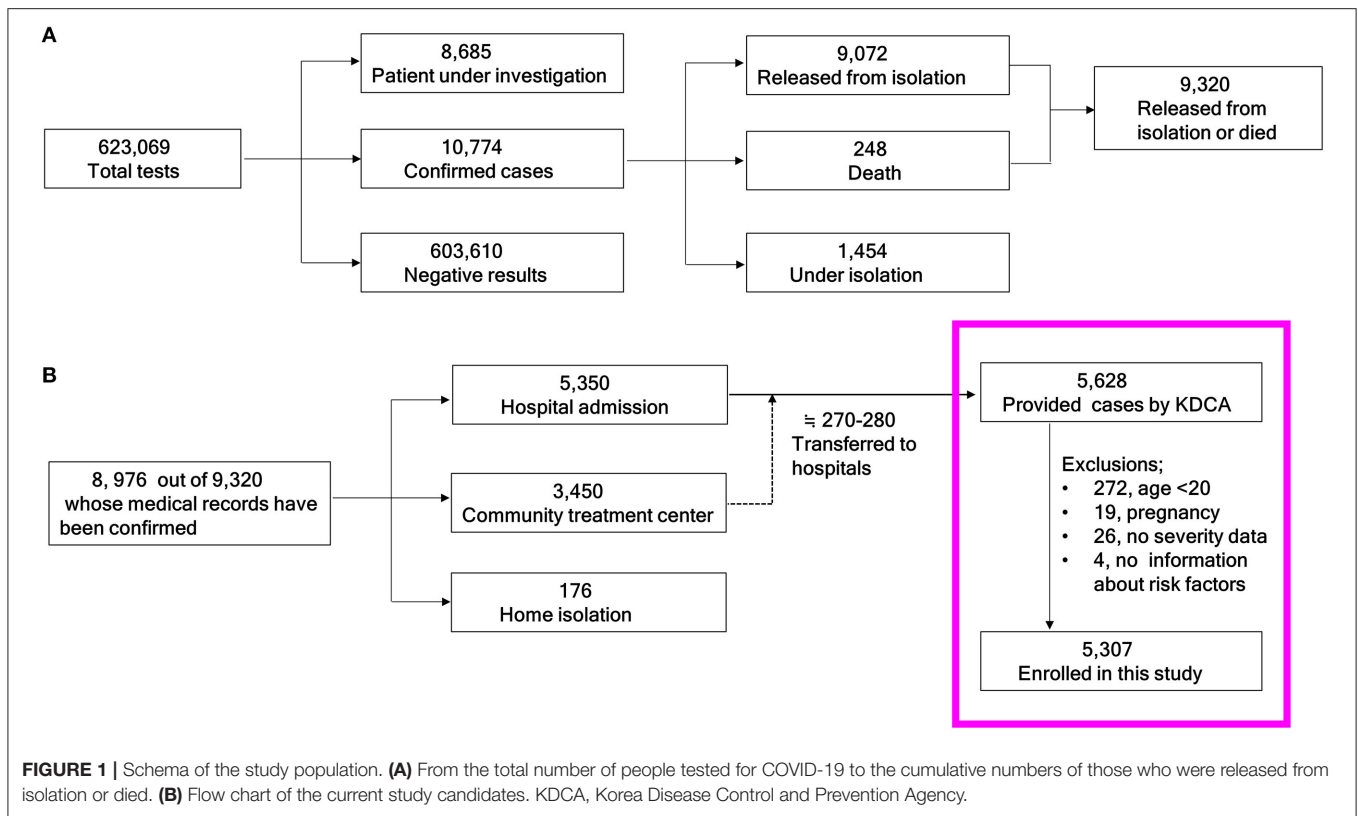 A
8,685
Patient under investigation
9,072
Released from isolation
9,320
Released from
isolation or died
623,069
Total tests
10,774
Confirmed cases
248
Death
603,610
Negative results
1,454
Under isolation
B
5,350
Hospital admission
≒ 270-280
Transferred to
hospitals
5,628
Provided cases by KDCA
8, 976 out of 9,320
whose medical records have
been confirmed
3,450
Community treatment center
Exclusions;
• 272, age <20
• 19, pregnancy
• 26, no severity data
• 4, no information
about risk factors
176
Home isolation
5,307
Enrolled in this study
FIGURE 1 | Schema of the study population. (A) From the total number of people tested for COVID-19 to the cumulative numbers of those who were released from
isolation or died. (B) Flow chart of the current study candidates. KDCA, Korea Disease Control and Prevention Agency.